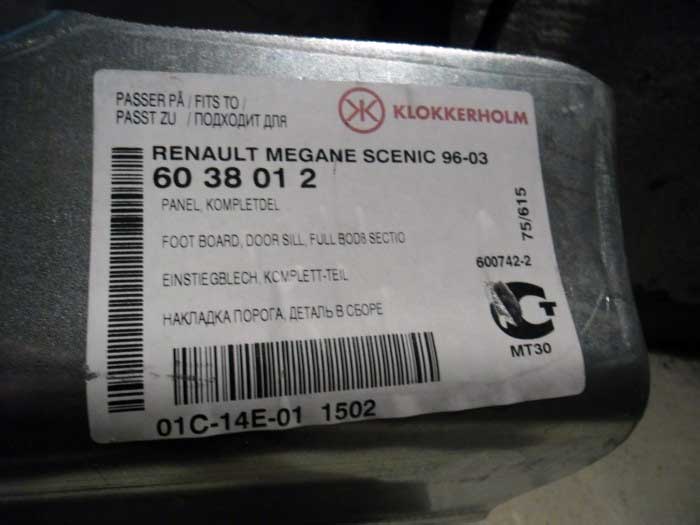 PASSER PÅ / FITS TO /
PASST ZU / ПОДХОДИТ ДЛЯ
KLOKKERHOLM
RENAULT MEGANE SCENIC 96-03
60 38 01 2
PANEL, KOMPLETDEL
FOOT BOARD, DOOR SILL, FULL BODB SECTIO
EINSTIEGBLECH, KOMPLETT-TEIL
НАКЛАДКА ПОРОГА, ДЕТАЛЬ В СБОРЕ
75/615
600742-2
MT30
01C-14E-01 1502